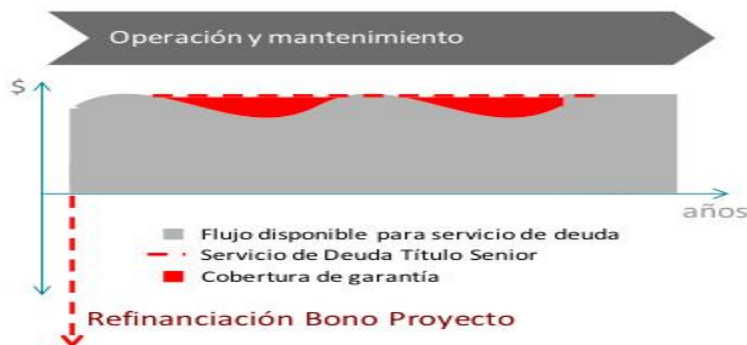 Operación y mantenimiento
$
años
Flujo disponible para servicio de deuda
Servicio de Deuda Título Senior
Cobertura de garantía
Refinanciación Bono Proyecto